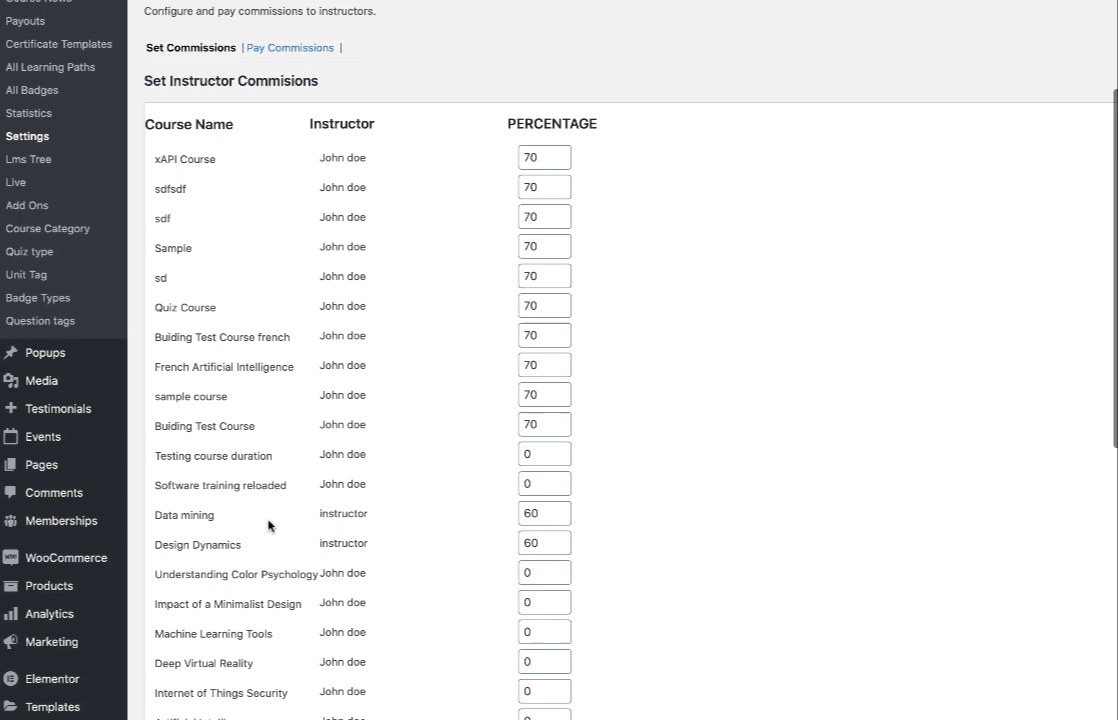 Payouts
Certificate Templates
All Learning Paths
All Badges
Statistics
Settings
Lms Tree
Live
Add Ons
Course Category
Quiz type
Unit Tag
Badge Types
Question tags
Popups
Media
Testimonials
Events
Pages
Comments
Memberships
WooCommerce
Products
Analytics
Marketing
Elementor
Templates
Configure and pay commissions to instructors.
Set Commissions | Pay Commissions |
Set Instructor Commisions
Course Name Instructor PERCENTAGE
xAPI Course John doe 70
sdfsdf John doe 70
sdf John doe 70
Sample John doe 70
sd John doe 70
Quiz Course John doe 70
Buiding Test Course french John doe 70
French Artificial Intelligence John doe 70
sample course John doe 70
Buiding Test Course John doe 70
Testing course duration John doe 0
Software training reloaded John doe 0
Data mining instructor 60
Design Dynamics instructor 60
Understanding Color Psychology John doe 0
Impact of a Minimalist Design John doe 0
Machine Learning Tools John doe 0
Deep Virtual Reality John doe 0
Internet of Things Security John doe 0